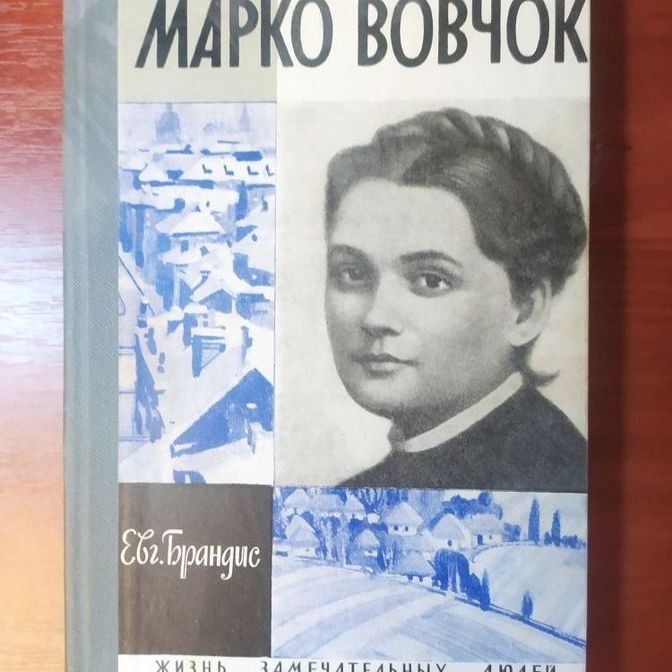 МАРКО ВОВЧОК
Евг. Брандис
ЖИЗНЬ ЗАМЕЧАТЕЛЬНЫХ ЛЮДЕЙ